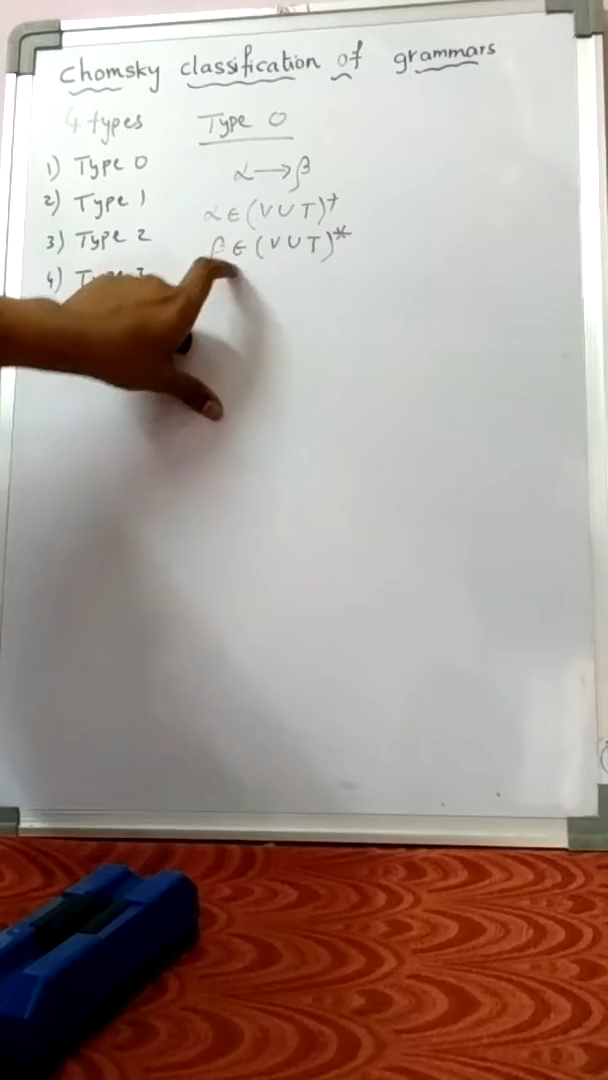 Chomsky classification of grammars
4 types
1) Type 0
2) Type 1
3) Type 2
4)
Type 0
α → β
α ∈ (V ∪ T)⁺
β ∈ (V ∪ T)*